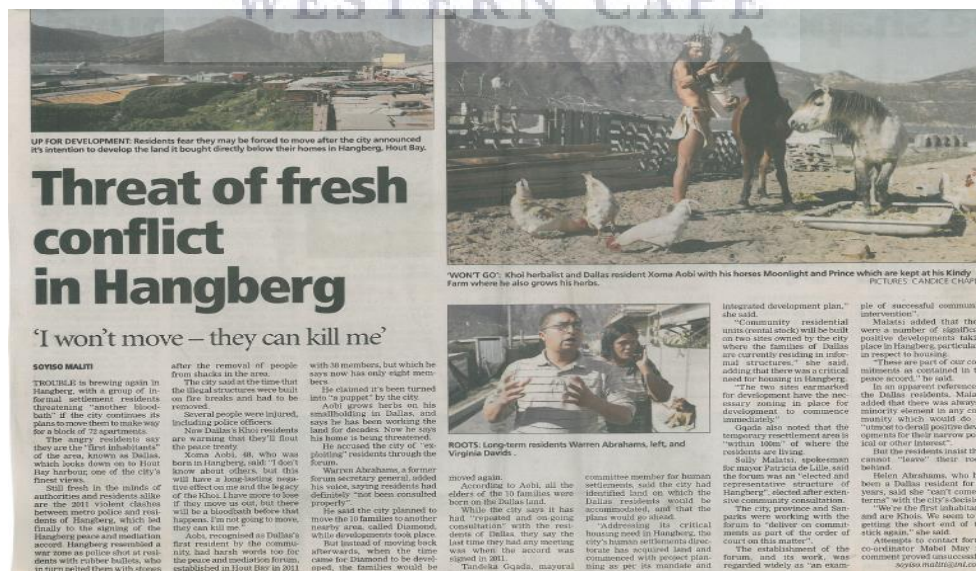 WESTERN CAPE
UP FOR DEVELOPMENT: Residents fear they may be forced to move after the city announced
it's intention to develop the land it bought directly below their homes in Hangberg, Hout Bay.
Threat of fresh
conflict
in Hangberg
'I won't move – they can kill me'
SOYISO MALITI
TROUBLE is brewing again in
Hangberg, with a group of in-
formal settlement residents
threatening "another blood-
bath" if the city continues its
plans to move them to make way
for a block of 72 apartments.
The angry residents say
they are the "first inhabitants"
of the area, known as Dallas,
which looks down on to Hout
Bay harbour, one of the city's
finest views.
Still fresh in the minds of
authorities and residents alike
are the 2011 violent clashes
between metro police and resi-
dents of Hangberg, which led
finally to the signing of the
Hangberg peace and mediation
accord. Hangberg resembled a
war zone as police shot at resi-
dents with rubber bullets, who
in turn pelted them with stones
after the removal of people
from shacks in the area.
The city said at the time that
the illegal structures were built
on fire breaks and had to be
removed.
Several people were injured,
including police officers.
Now Dallas's Khoi residents
are warning that they'll flout
the peace treaty.
Xoma Aobi, 48, who was
born in Hangberg, said: "I don't
know about others, but this
will have a long-lasting nega-
tive effect on me and the legacy
of the Khoi. I have more to lose
if they move us out, but there
will be a bloodbath before that
happens. I'm not going to move,
they can kill me."
Aobi, recognised as Dallas's
first resident by the commu-
nity, had harsh words too for
the peace and mediation forum,
established in Hout Bay in 2011
with 38 members, but which he
says now has only eight mem-
bers.
He claimed it's been turned
into "a puppet" by the city.
Aobi grows herbs on his
smallholding in Dallas, and
says he has been working the
land for decades. Now he says
his home is being threatened.
He accused the city of "ex-
ploiting" residents through the
forum.
Warren Abrahams, a former
forum secretary general, added
his voice, saying residents had
definitely "not been consulted
properly".
He said the city planned to
move the 10 families to another
nearby area, called Diamond,
while developments took place.
But instead of moving back
afterwards, when the time
came for Diamond to be devel-
oped, the families would be
'WON'T GO': Khoi herbalist and Dallas resident Xoma Aobi with his horses Moonlight and Prince which are kept at his Kindy
Farm where he also grows his herbs.
PICTURES: CANDICE
ROOTS: Long-term residents Warren Abrahams, left, and
Virginia Davids.
moved again.
According to Aobi, all the
elders of the 10 families were
born on the Dallas land.
While the city says it has
had "repeated and on-going
consultation" with the resi-
dents of Dallas, they say the
last time they had any meeting
was when the accord was
signed in 2011.
Tandeka Gqada, mayoral
committee member for human
settlements, said the city had
identified land on which the
Dallas residents would be
accommodated, and that the
plans would go ahead.
"Addressing its critical
housing need in Hangberg, the
city's human settlements direc-
torate has acquired land and
commenced with project plan-
ning as per its mandate and
integrated development plan,"
she said.
"Community residential
units (rental stock) will be built
on two sites owned by the city
where the families of Dallas
are currently residing in infor-
mal structures," she said,
adding that there was a critical
need for housing in Hangberg.
"The two sites earmarked
for development have the nec-
essary zoning in place for
development to commence
immediately."
Gqada also noted that the
temporary resettlement area is
"within 100m" of where the
residents are living.
Solly Malatsi, spokesman
for mayor Patricia de Lille, said
the forum was an "elected and
representative structure of
Hangberg", elected after exten-
sive community consultation.
The city, province and San-
parks were working with the
forum to "deliver on commit-
ments as part of the order of
court on this matter".
The establishment of the
forum, and its work, was
regarded widely as "an exam-
ple of successful
intervention".
Malatsi added that
were a number of
positive developments
place in Hangberg,
in respect to housing.
"These are part of our
mitments as contained in
peace accord," he said.
In an apparent reference
the Dallas residents,
added that there was
minority element in any
munity which would do
"utmost to derail positive
opments for their narrow
ical or other interest".
But the residents insist
cannot "leave" their
behind.
Helen Abrahams, who
been a Dallas resident for
years, said she "can't come
terms" with the city's
"We're the first
and are Khois. We seem to
getting the short end of
stick again," she said.
Attempts to contact
co-ordinator Mabel May
comment proved
soyiso.maliti@inl.